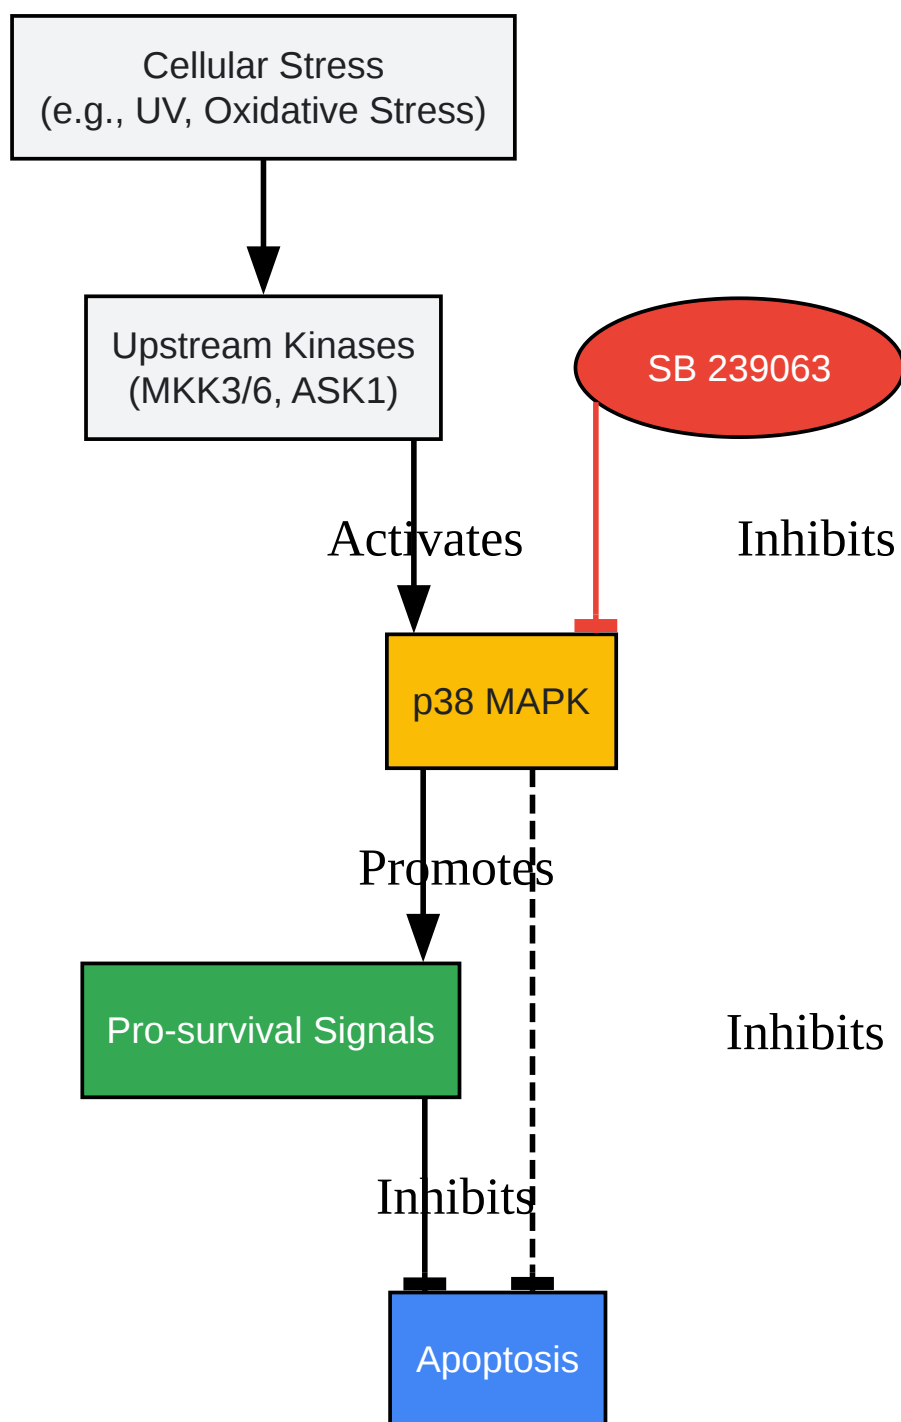 Cellular Stress
(e.g., UV, Oxidative Stress)
Upstream Kinases
(MKK3/6, ASK1)
SB 239063
Activates
Inhibits
p38 MAPK
Promotes
Pro-survival Signals
Inhibits
Inhibits
Apoptosis